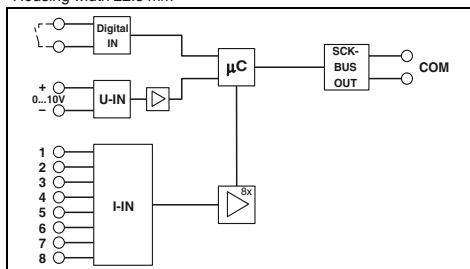 Housing width 22.5 mm
Digital
IN
μC
SCK-
BUS
OUT
COM
+
0...10V
−
U-IN
1
2
3
4
5
6
7
8
I-IN
8x